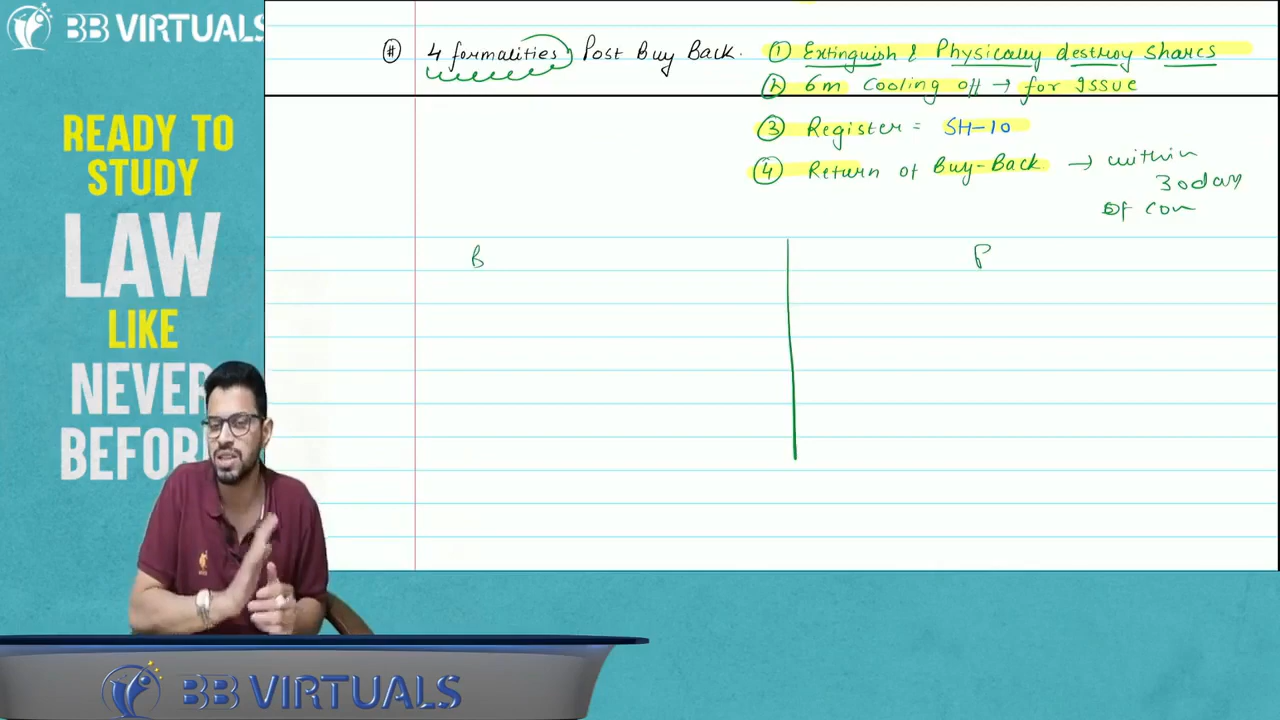 BB VIRTUALS
READY TO
STUDY
LAW
LIKE
NEVER
BEFOR
# 4 formalities Post Buy Back. ① Extinguish & Physically destroy shares
② 6m Cooling off → for Issue
③ Register = SH-10
④ Return of Buy-Back → within
30day
of com
B P
BB VIRTUALS